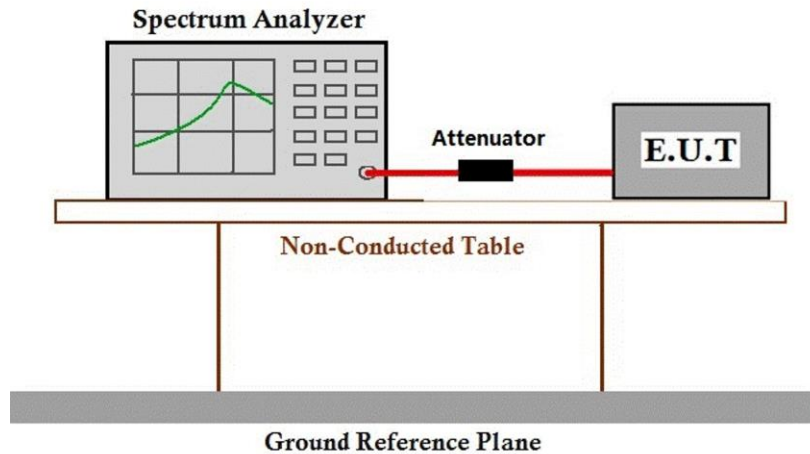 Spectrum Analyzer
Attenuator
E.U.T
Non-Conducted Table
Ground Reference Plane